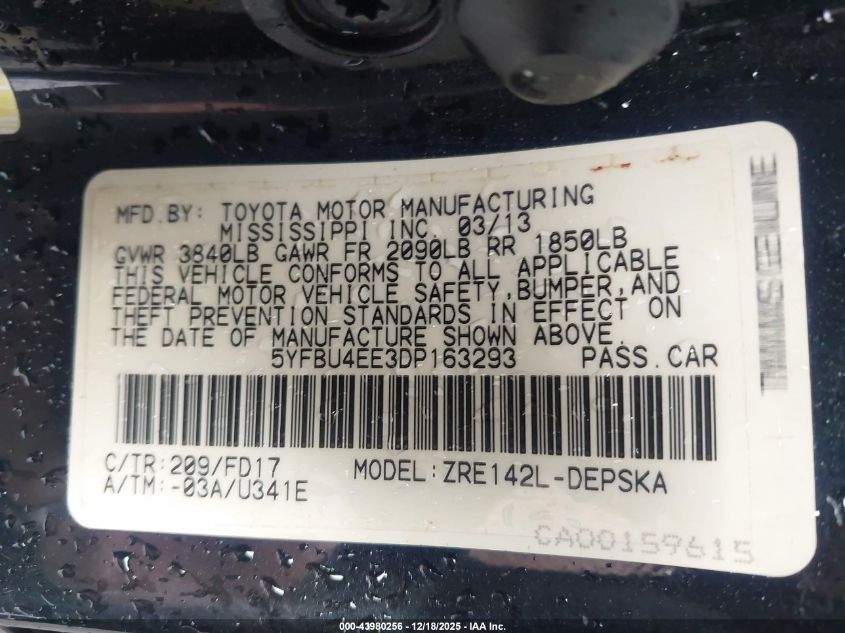 MFD.BY: TOYOTA MOTOR MANUFACTURING
MISSISSIPPI INC. 03/13
GVWR 3840LB GAWR FR 2090LB RR 1850LB
THIS VEHICLE CONFORMS TO ALL APPLICABLE
FEDERAL MOTOR VEHICLE SAFETY,BUMPER,AND
THEFT PREVENTION STANDARDS IN EFFECT ON
THE DATE OF MANUFACTURE SHOWN ABOVE.
5YFBU4EE3DP163293 PASS.CAR
C/TR:209/FD17 MODEL:ZRE142L-DEPSKA
A/TM:-03A/U341E
CA00159615
000-43980256 - 12/18/2025 - IAA Inc.